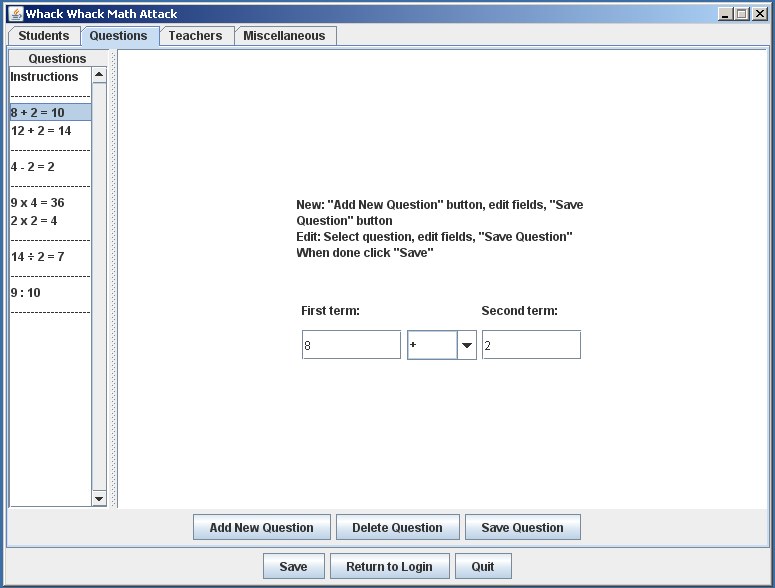 Whack Whack Math Attack
Students Questions Teachers Miscellaneous
Questions
Instructions
--------------------
8 + 2 = 10
12 + 2 = 14
--------------------
4 - 2 = 2
--------------------
9 x 4 = 36
2 x 2 = 4
--------------------
14 ÷ 2 = 7
--------------------
9 : 10
--------------------
New: "Add New Question" button, edit fields, "Save
Question" button
Edit: Select question, edit fields, "Save Question"
When done click "Save"
First term: Second term:
8 + 2
Add New Question Delete Question Save Question
Save Return to Login Quit